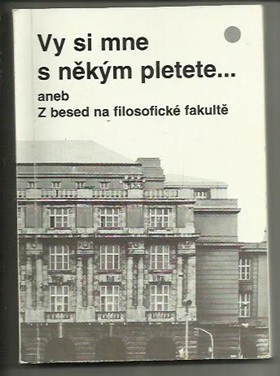 Vy si mne
s někým pletete...
aneb
Z besed na filosofické fakultě